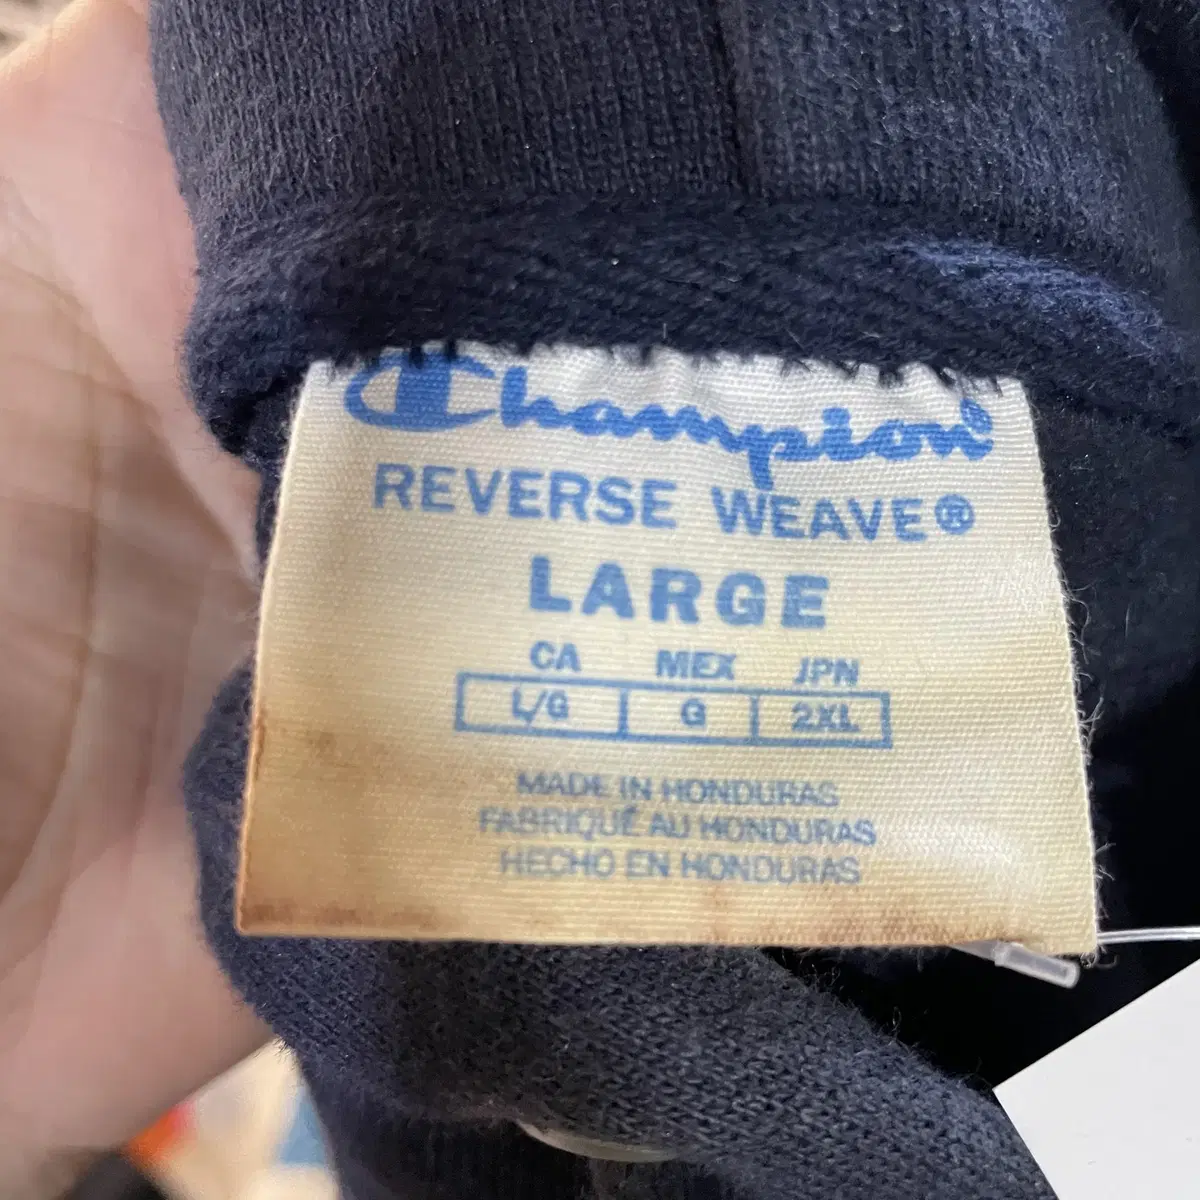 Champion®
REVERSE WEAVE®
LARGE
CA MEX JPN
L/G G 2XL
MADE IN HONDURAS
FABRIQUÉ AU HONDURAS
HECHO EN HONDURAS